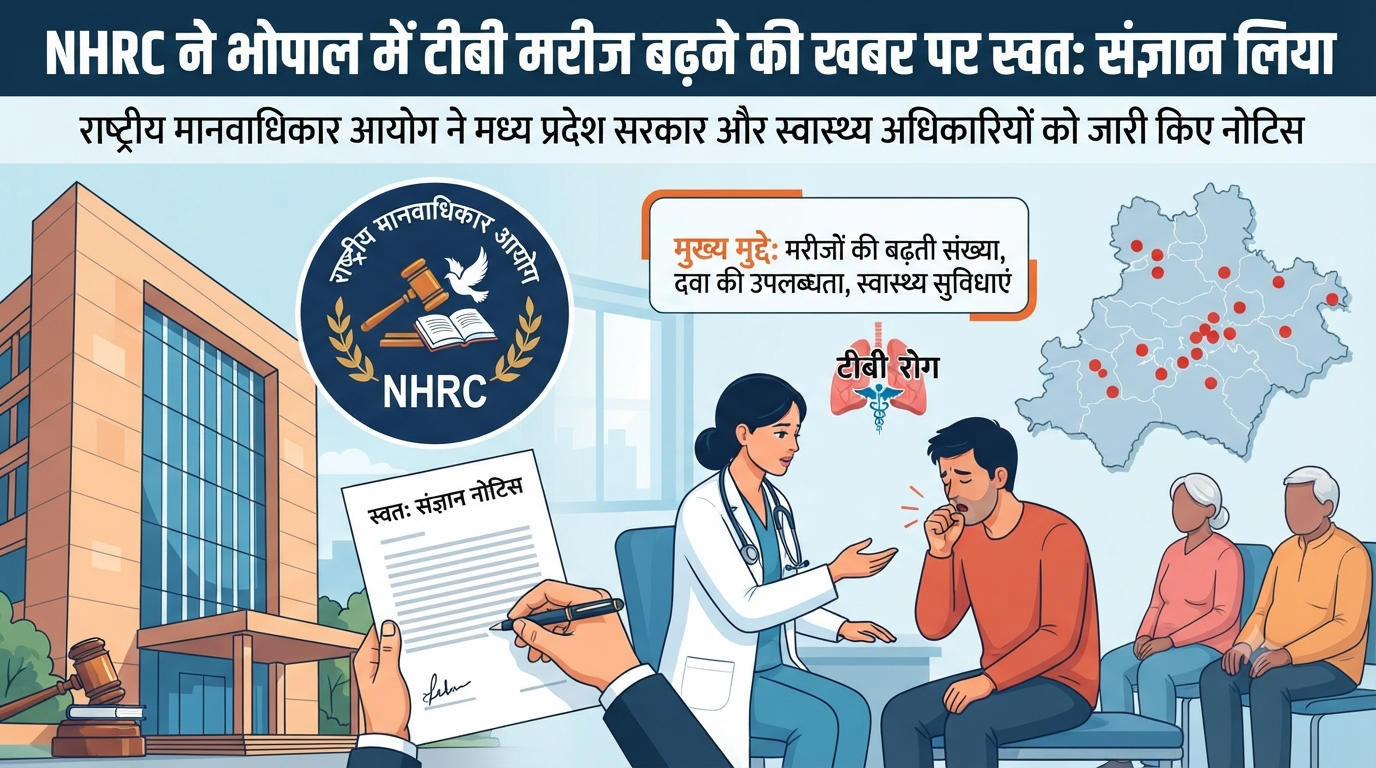 NHRC ने भोपाल में टीबी मरीज बढ़ने की खबर पर स्वत: संज्ञान लिया
राष्ट्रीय मानवाधिकार आयोग ने मध्य प्रदेश सरकार और स्वास्थ्य अधिकारियों को जारी किए नोटिस
राष्ट्रीय मानवाधिकार आयोग
NHRC
मुख्य मुद्दे: मरीजों की बढ़ती संख्या,
दवा की उपलब्धता, स्वास्थ्य सुविधाएं
टीबी रोग
स्वत: संज्ञान नोटिस